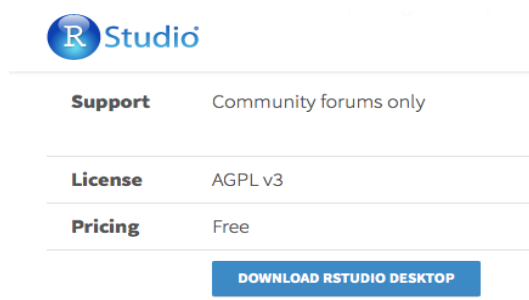 R Studio
Support Community forums only
License AGPL v3
Pricing Free
DOWNLOAD RSTUDIO DESKTOP